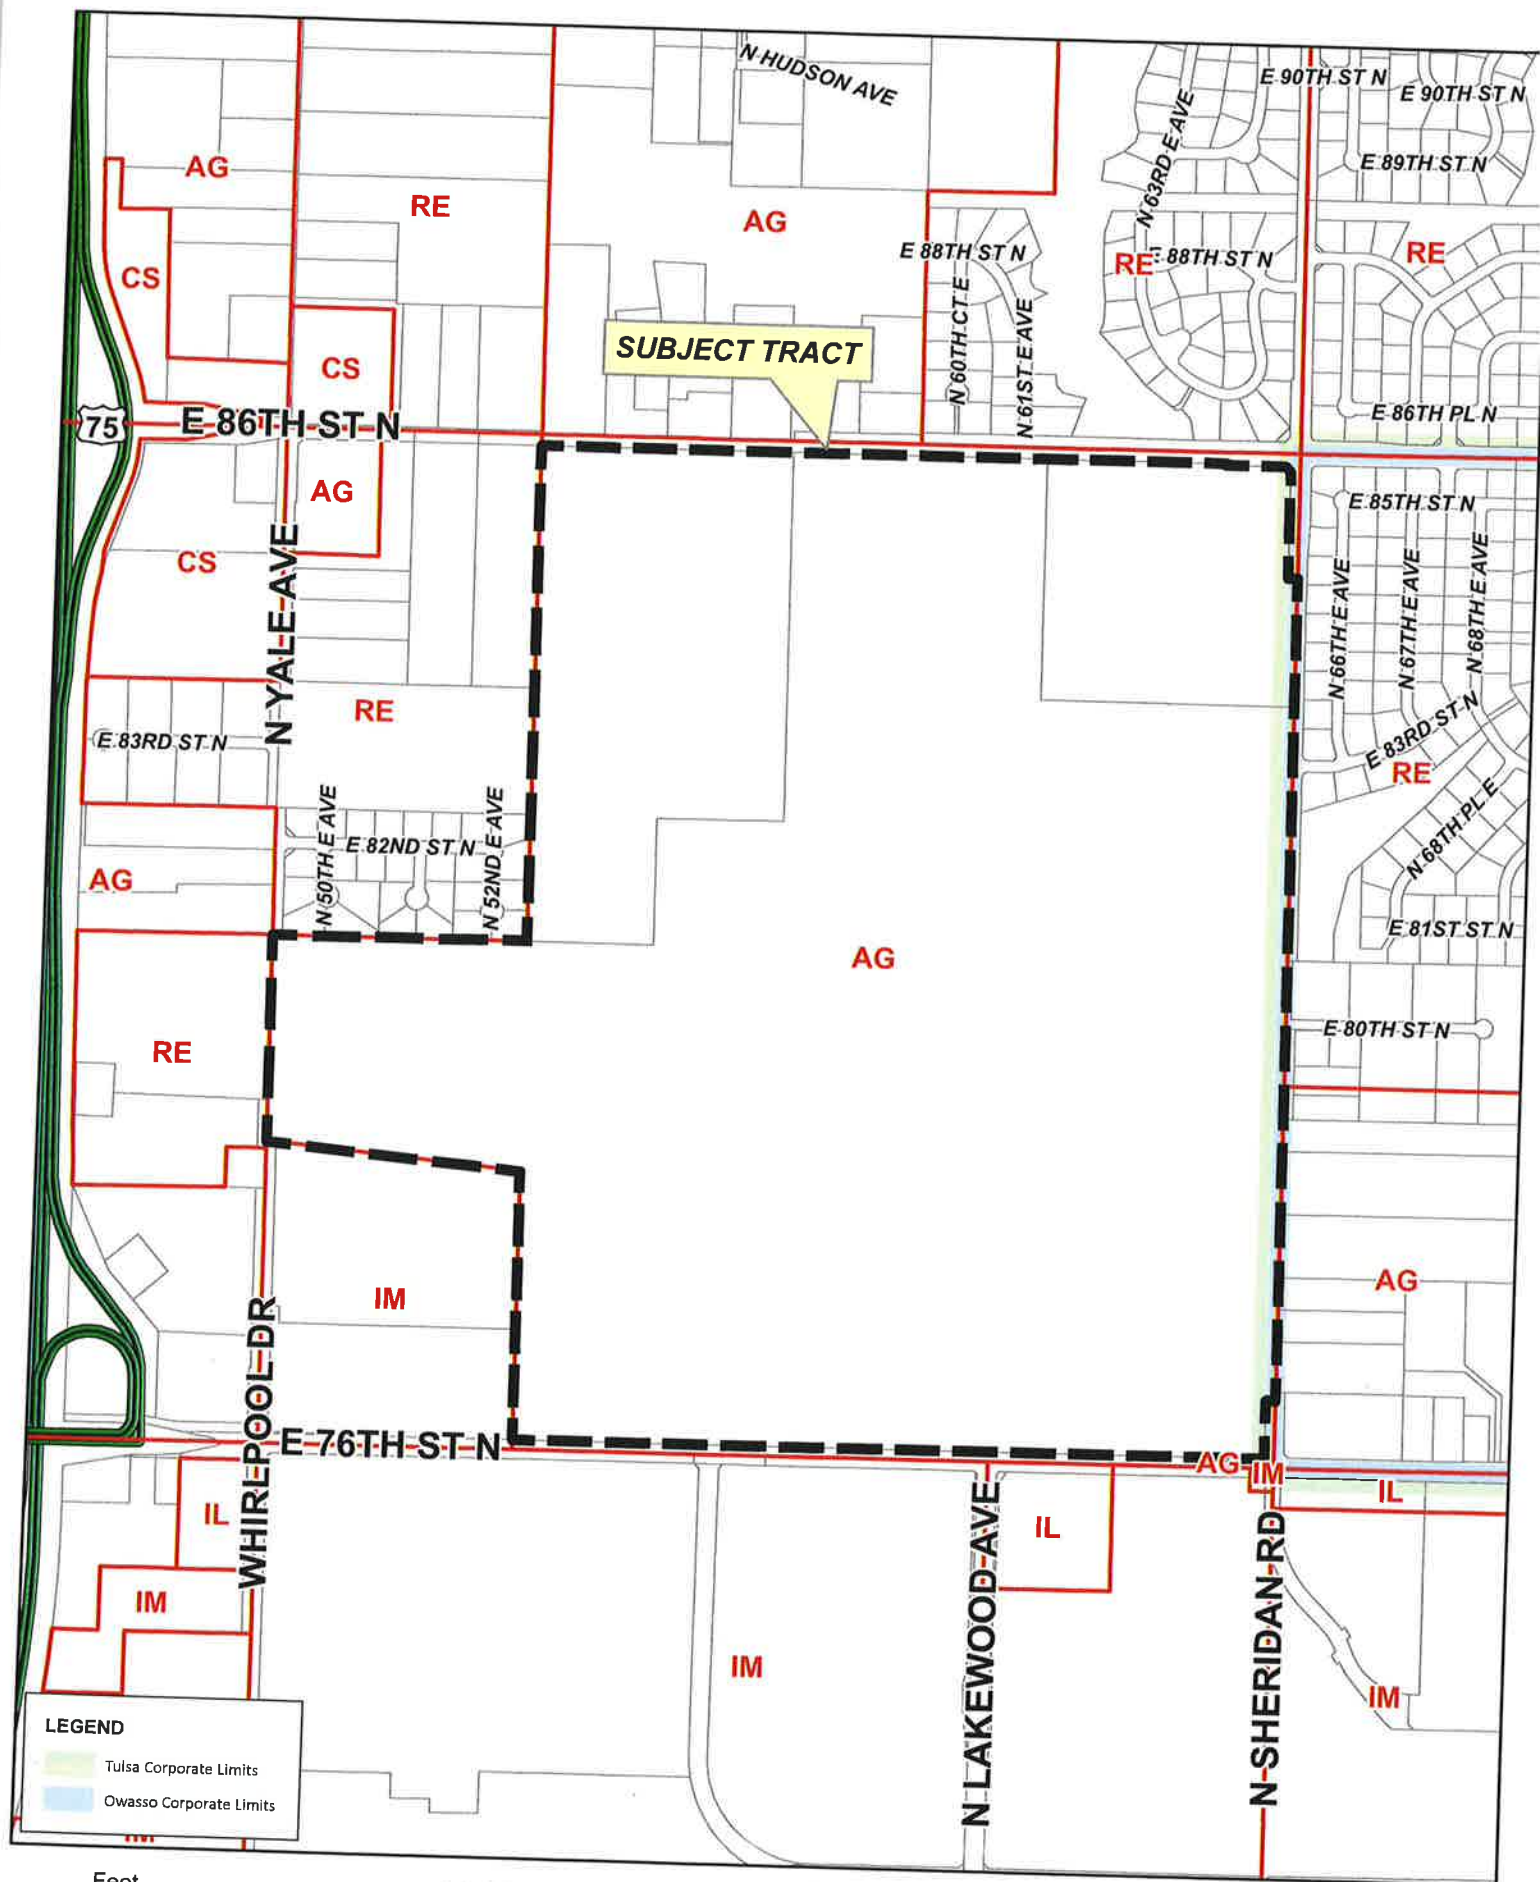 N HUDSON AVE
E 90TH ST N
E 90TH ST N
N 63RD E AVE
E 89TH ST N
AG
RE
AG
E 88TH ST N
RE
E 88TH ST N
RE
CS
N 60TH CT E
N 61ST E AVE
SUBJECT TRACT
CS
E 86TH PL N
75
E 86TH ST N
AG
E 85TH ST N
CS
N YALE AVE
N 66TH E AVE
N 67TH E AVE
N 68TH E AVE
RE
E 83RD ST N
E 83RD ST N
RE
N 50TH E AVE
E 82ND ST N
N 52ND E AVE
N 68TH PL E
AG
E 81ST ST N
AG
E 80TH ST N
RE
AG
IM
WHIRLPOOL DR
E 76TH ST N
AG
IM
IL
IL
N LAKEWOOD AVE
IL
N SHERIDAN RD
IM
IM
IM
LEGEND
Tulsa Corporate Limits
Owasso Corporate Limits
IM
Feet